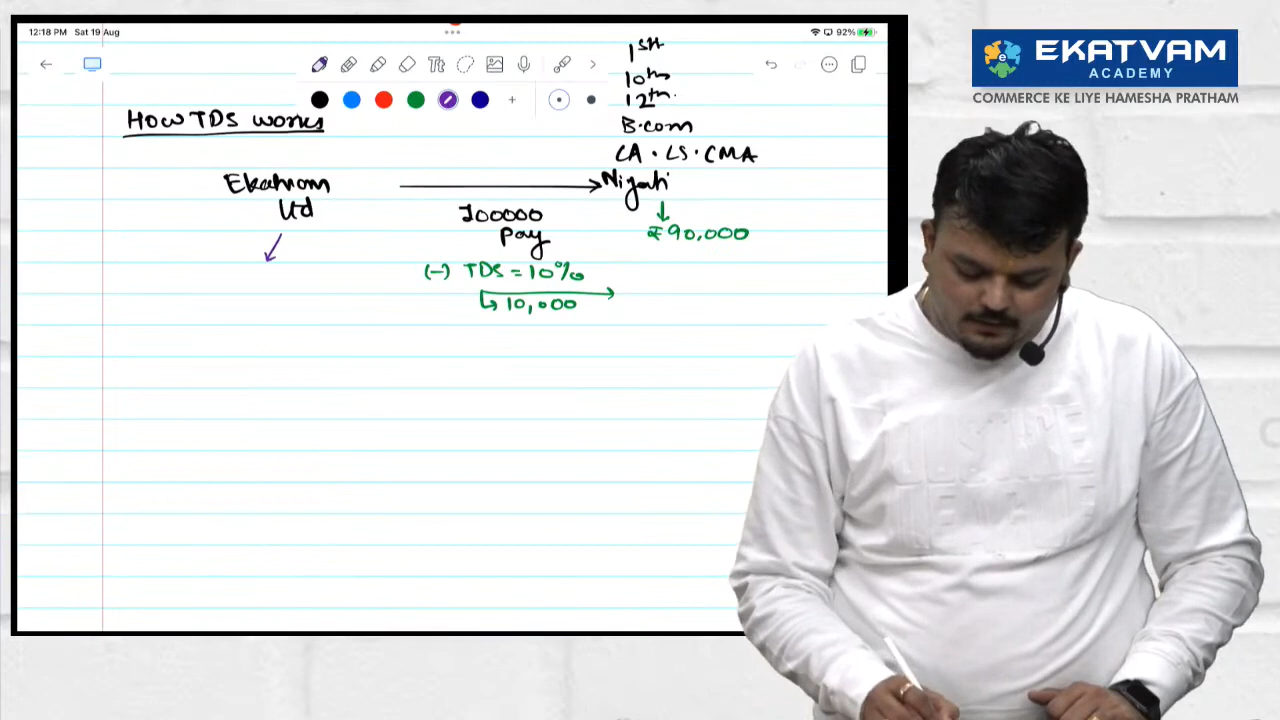 12:18 PM Sat 19 Aug
92%
1st
10th
12th.
B.com
CA . CS . CMA
How TDS works
Ekatvam
Ltd
Niyati
100000
pay
₹90,000
(-) TDS = 10%
10,000
EKATVAM
ACADEMY
COMMERCE KE LIYE HAMESHA PRATHAM